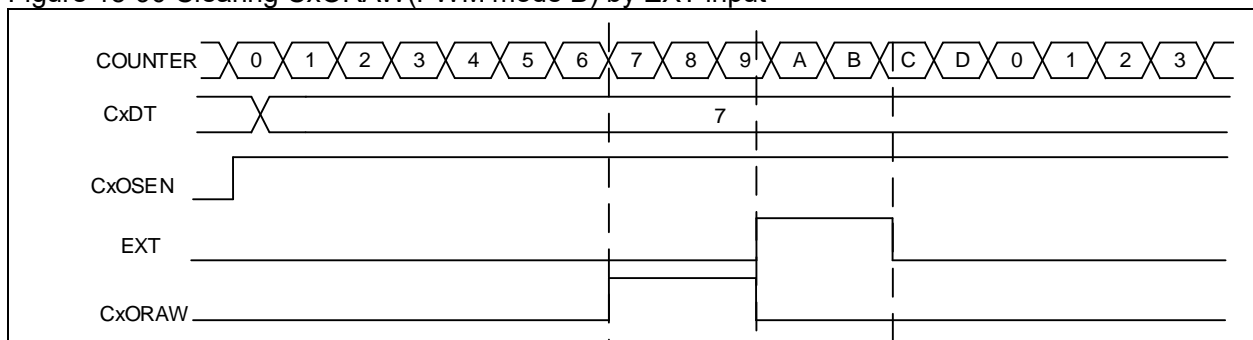 Figure 13-36 Clearing CxORAW(PWM mode B) by EXT input
COUNTER 0 1 2 3 4 5 6 7 8 9 A B C D 0 1 2 3
CxDT 7
CxOSEN
EXT
CxORAW